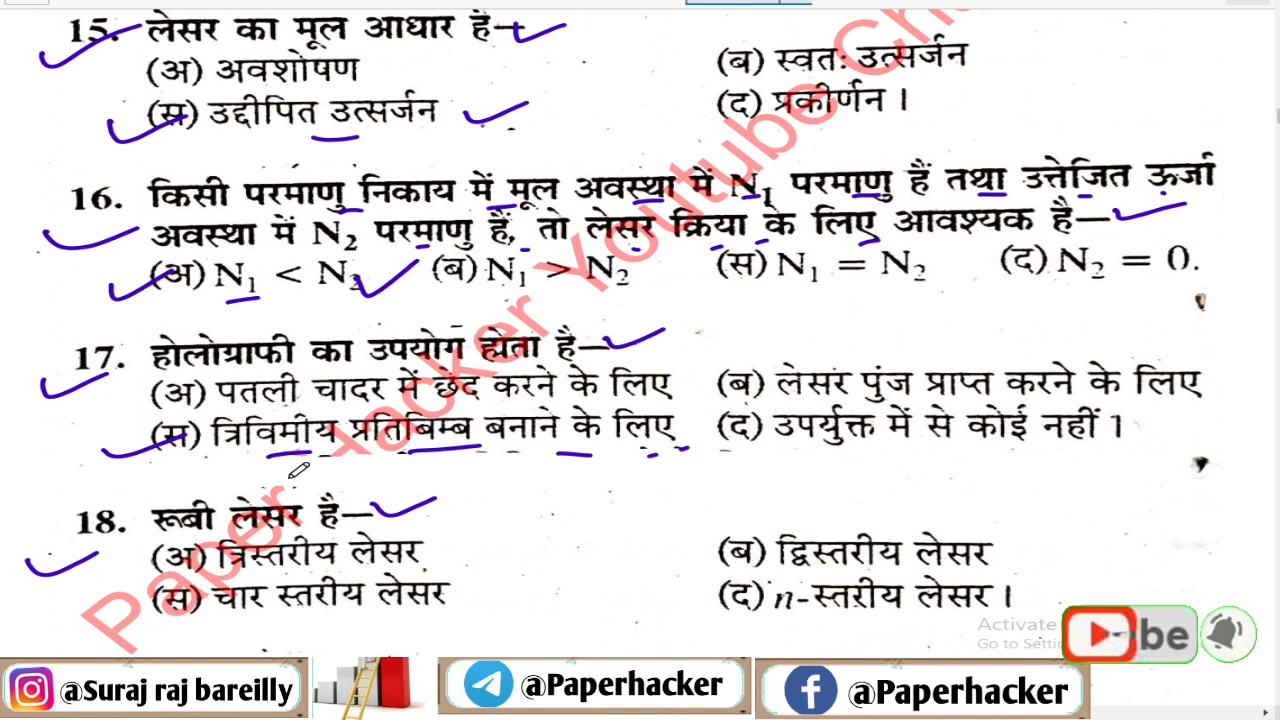 15. लेसर का मूल आधार है—
(अ) अवशोषण (ब) स्वतः उत्सर्जन
(स) उद्दीपित उत्सर्जन (द) प्रकीर्णन।
16. किसी परमाणु निकाय में मूल अवस्था में N₁ परमाणु हैं तथा उत्तेजित ऊर्जा
अवस्था में N₂ परमाणु हैं, तो लेसर क्रिया के लिए आवश्यक है—
(अ) N₁ < N₂ (ब) N₁ > N₂ (स) N₁ = N₂ (द) N₂ = 0.
17. होलोग्राफी का उपयोग होता है—
(अ) पतली चादर में छेद करने के लिए (ब) लेसर पुंज प्राप्त करने के लिए
(स) त्रिविमीय प्रतिबिम्ब बनाने के लिए (द) उपर्युक्त में से कोई नहीं।
18. रूबी लेसर है—
(अ) त्रिस्तरीय लेसर (ब) द्विस्तरीय लेसर
(स) चार स्तरीय लेसर (द) n-स्तरीय लेसर।
Paper Hacker Youtube
Activate
Go to
be
@Suraj raj bareilly @Paperhacker @Paperhacker